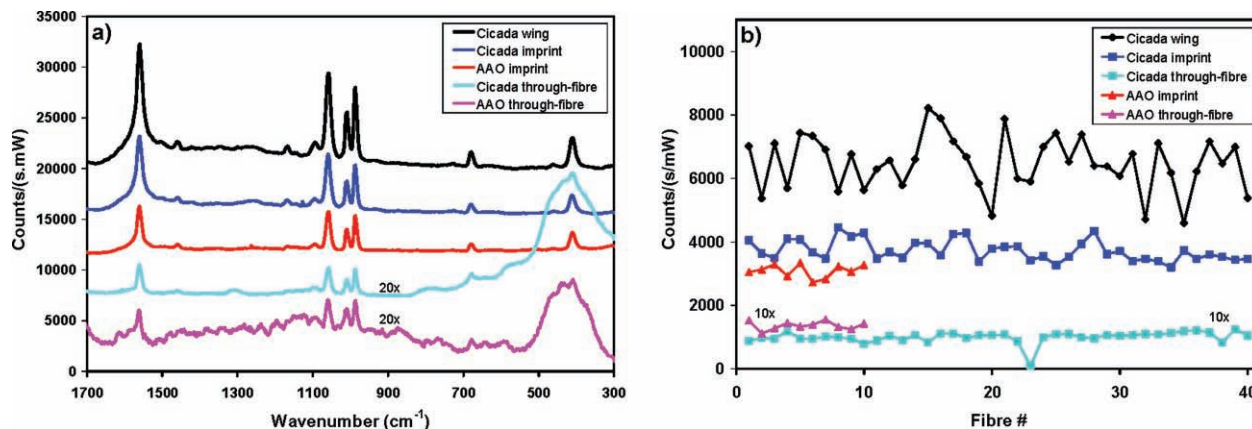 a)
Cicada wing
Cicada imprint
AAO imprint
Cicada through-fibre
AAO through-fibre
35000
30000
25000
20000
15000
10000
5000
0
Counts/(s.mW)
20x
20x
1700 1500 1300 1100 900 700 500 300
Wavenumber (cm⁻¹)
b)
Cicada wing
Cicada imprint
Cicada through-fibre
AAO imprint
AAO through-fibre
10000
8000
6000
4000
2000
0
Counts/(s/mW)
10x
10x
0 10 20 30 40
Fibre #